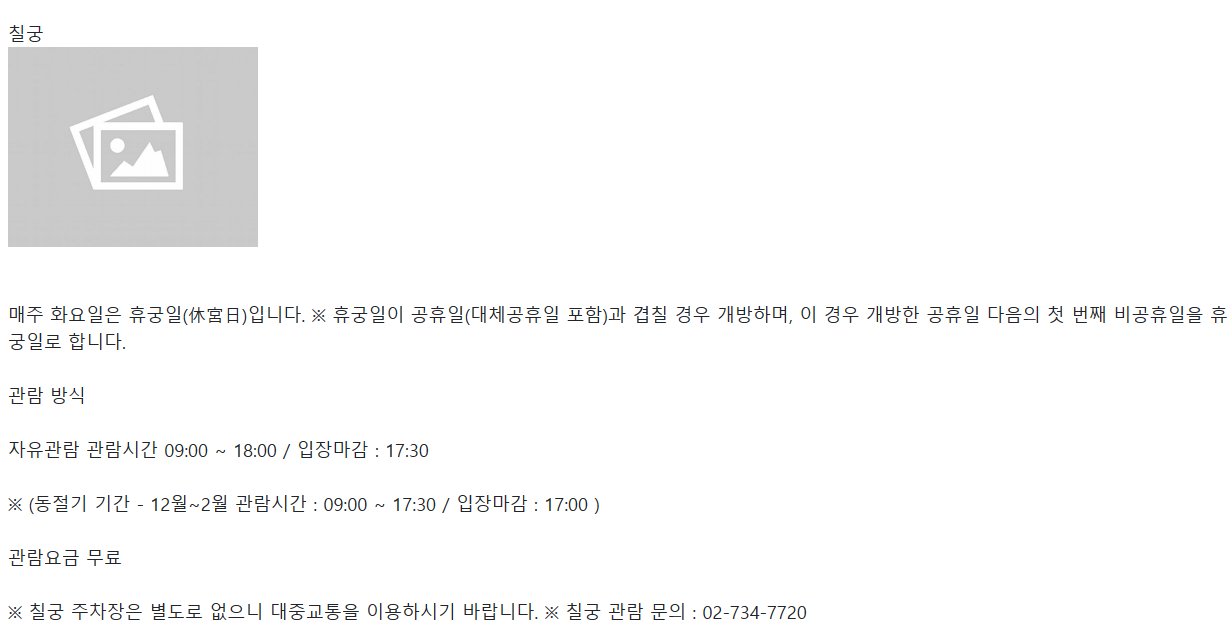 칠궁
매주 화요일은 휴궁일(休宮日)입니다. ※ 휴궁일이 공휴일(대체공휴일 포함)과 겹칠 경우 개방하며, 이 경우 개방한 공휴일 다음의 첫 번째 비공휴일을 휴
궁일로 합니다.
관람 방식
자유관람 관람시간 09:00 ~ 18:00 / 입장마감 : 17:30
※ (동절기 기간 - 12월~2월 관람시간 : 09:00 ~ 17:30 / 입장마감 : 17:00 )
관람요금 무료
※ 칠궁 주차장은 별도로 없으니 대중교통을 이용하시기 바랍니다. ※ 칠궁 관람 문의 : 02-734-7720